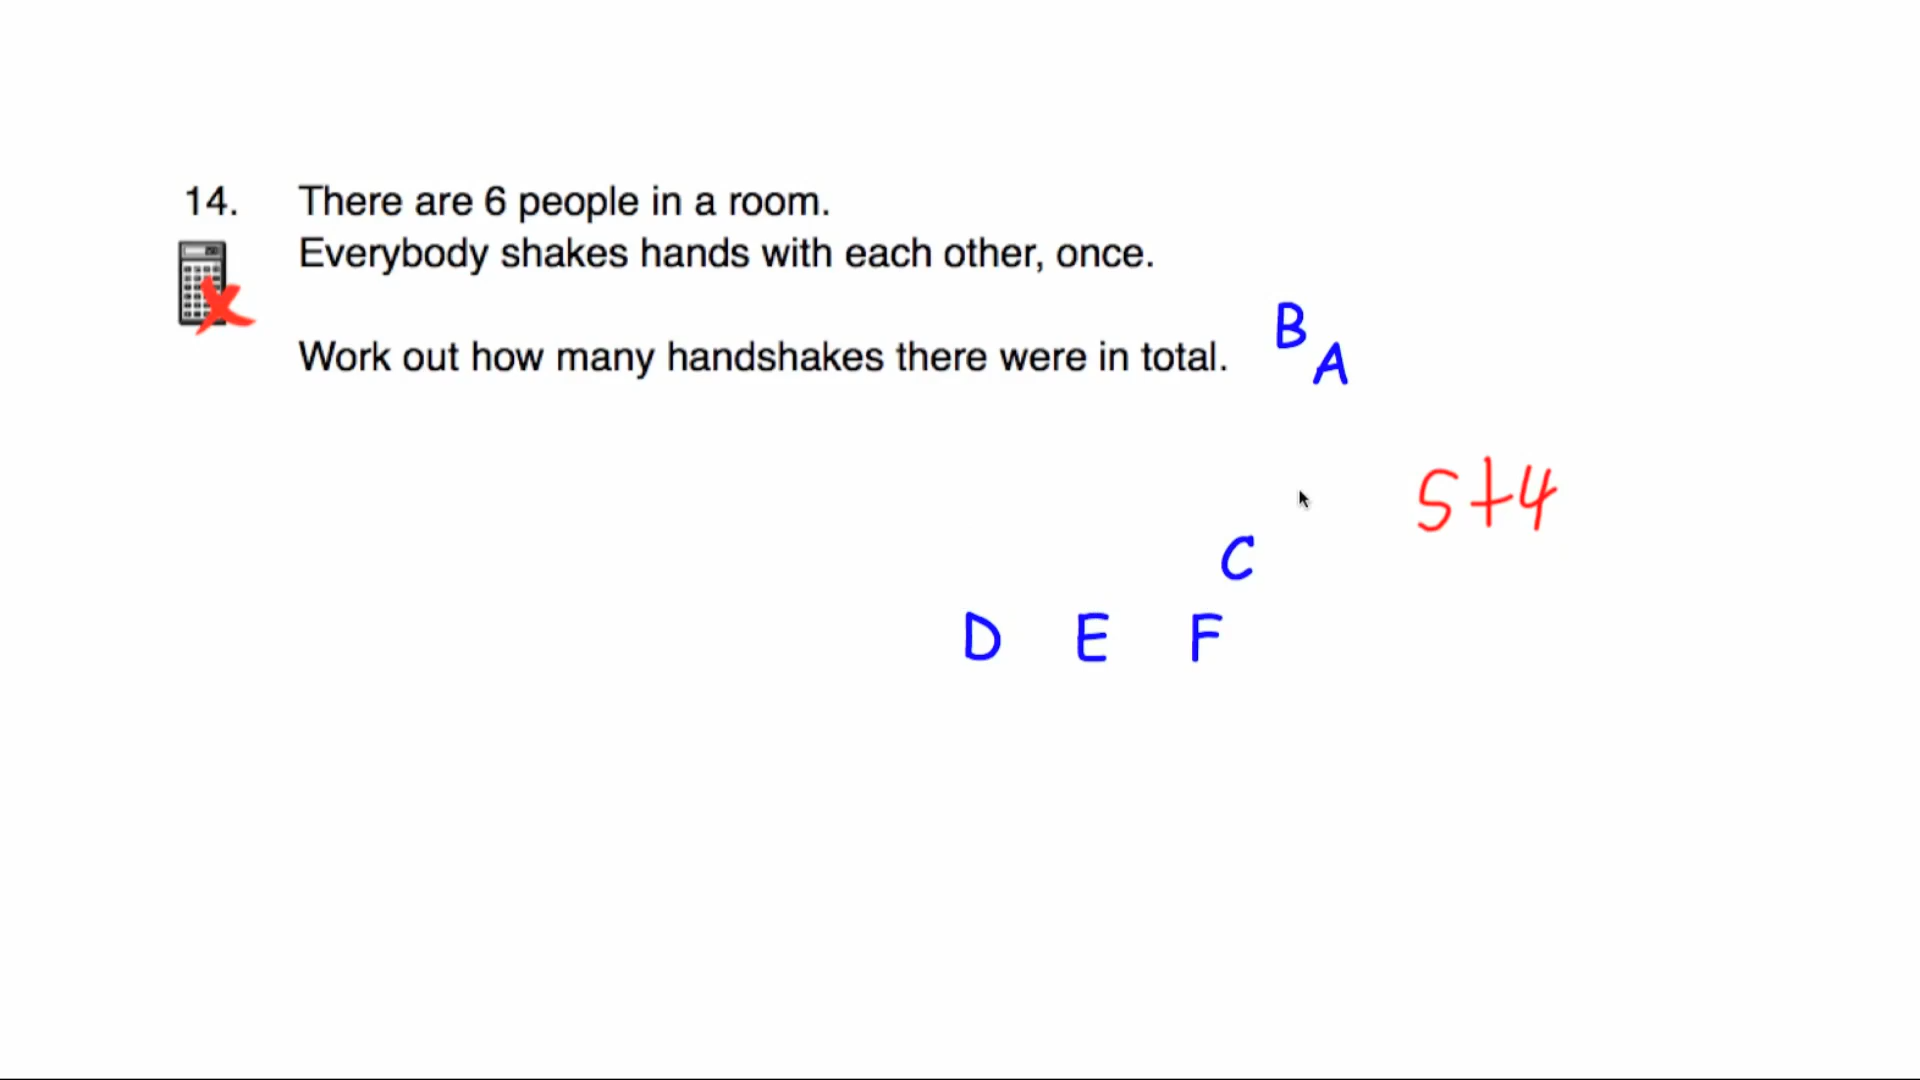 14. There are 6 people in a room.
Everybody shakes hands with each other, once.
Work out how many handshakes there were in total.
B
A
5+4
C
D E F